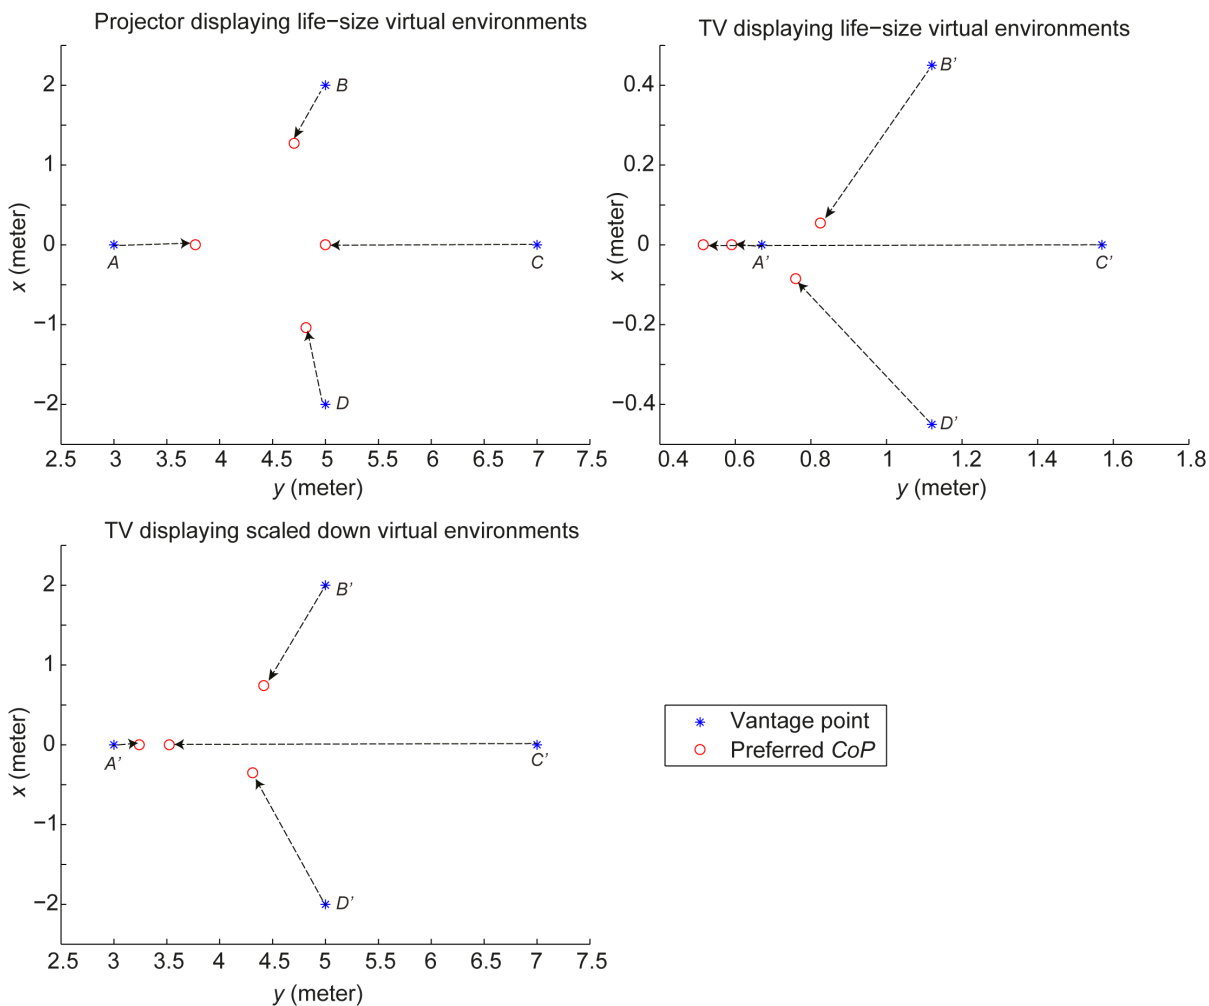 Projector displaying life−size virtual environments
2
1
0
−1
−2
x (meter)
B
A
C
D
2.5 3 3.5 4 4.5 5 5.5 6 6.5 7 7.5
y (meter)
TV displaying life−size virtual environments
0.4
0.2
0
−0.2
−0.4
x (meter)
B'
A'
C'
D'
0.4 0.6 0.8 1 1.2 1.4 1.6 1.8
y (meter)
TV displaying scaled down virtual environments
2
1
0
−1
−2
x (meter)
B'
A'
C'
D'
2.5 3 3.5 4 4.5 5 5.5 6 6.5 7 7.5
y (meter)
Vantage point
Preferred CoP